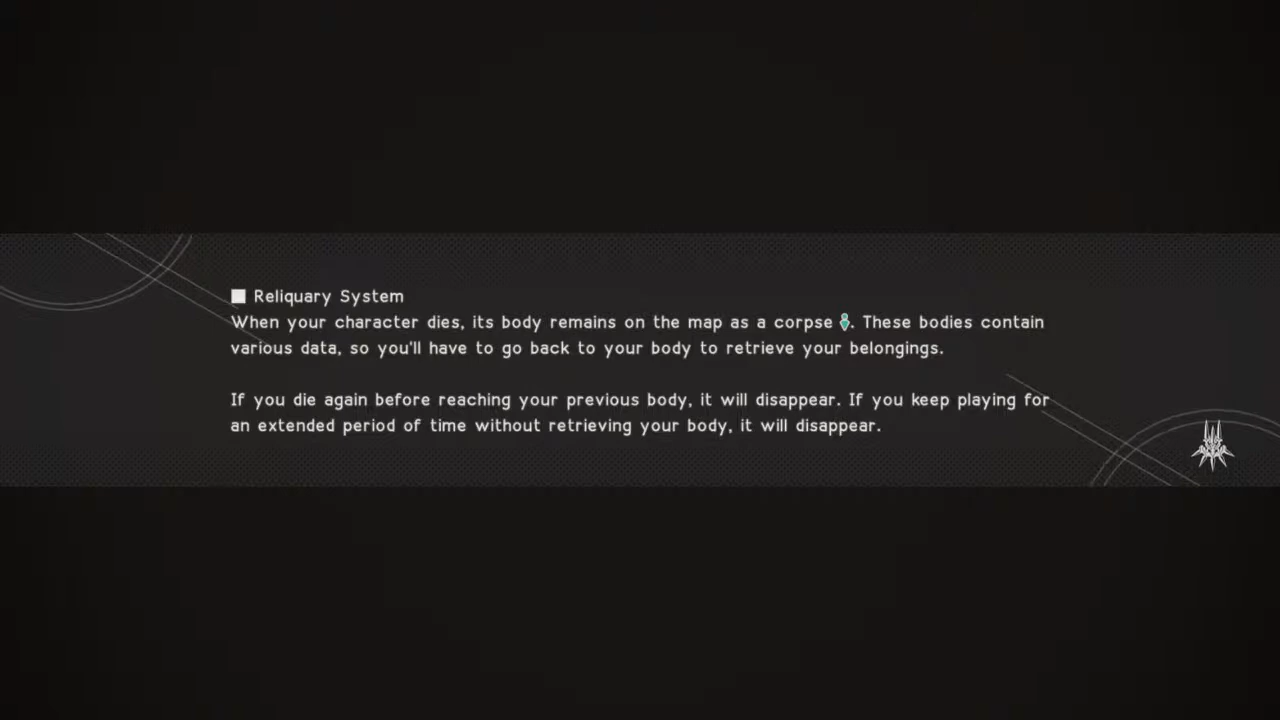 Reliquary System
When your character dies, its body remains on the map as a corpse. These bodies contain
various data, so you'll have to go back to your body to retrieve your belongings.
If you die again before reaching your previous body, it will disappear. If you keep playing for
an extended period of time without retrieving your body, it will disappear.